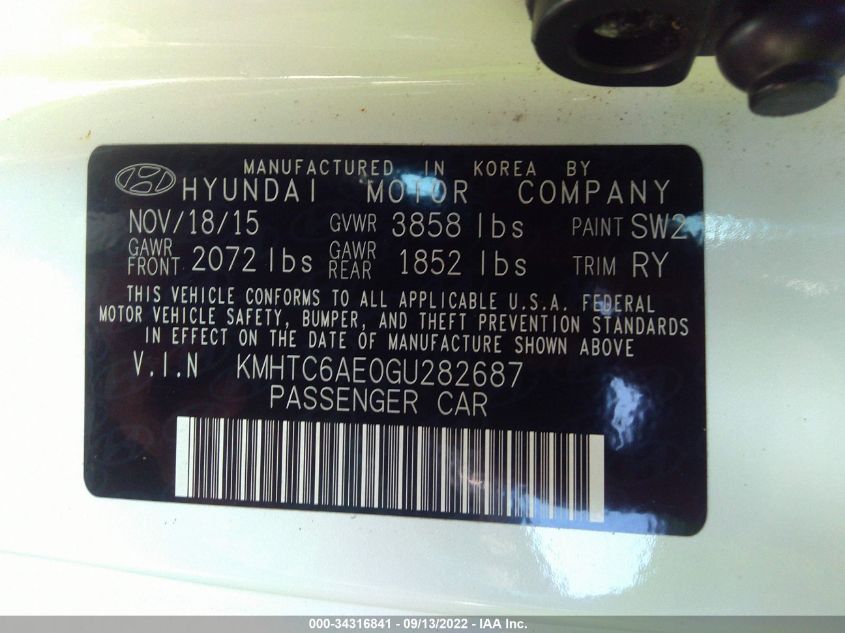 MANUFACTURED IN KOREA BY
HYUNDAI MOTOR COMPANY
NOV/18/15 GVWR 3858 lbs PAINT SW2
GAWR FRONT 2072 lbs GAWR REAR 1852 lbs TRIM RY
THIS VEHICLE CONFORMS TO ALL APPLICABLE U.S.A. FEDERAL
MOTOR VEHICLE SAFETY, BUMPER, AND THEFT PREVENTION STANDARDS
IN EFFECT ON THE DATE OF MANUFACTURE SHOWN ABOVE
V.I.N KMHTC6AE0GU282687
PASSENGER CAR
000-34316841 - 09/13/2022 - IAA Inc.